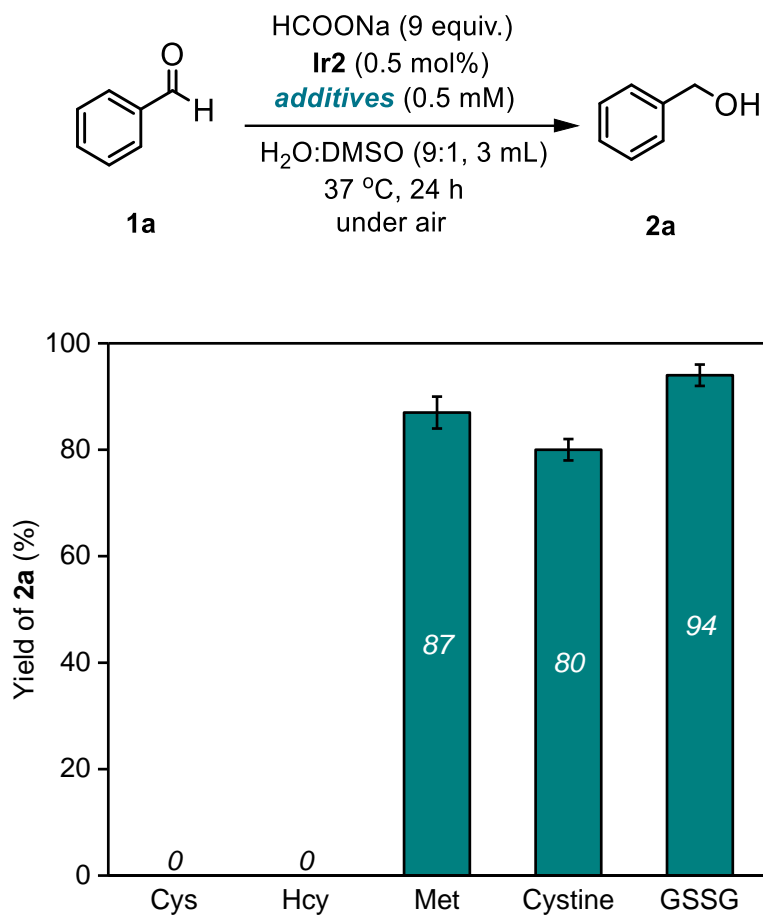 HCOONa (9 equiv.)
Ir2 (0.5 mol%)
additives (0.5 mM)
O
H
OH
H₂O:DMSO (9:1, 3 mL)
37 °C, 24 h
under air
1a
2a
Yield of 2a (%)
100
80
60
40
20
0
0
0
87
80
94
Cys
Hcy
Met
Cystine
GSSG